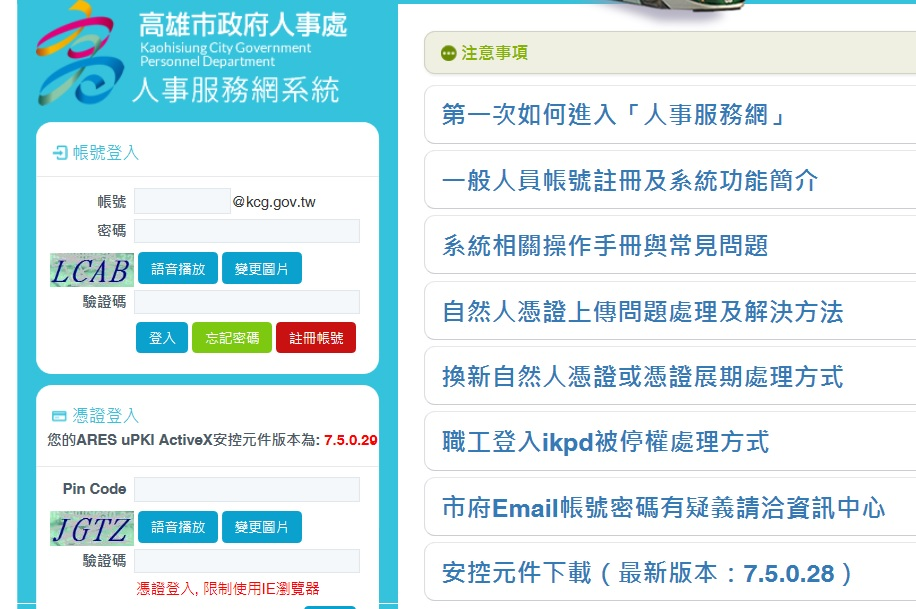 高雄市政府人事處
Kaohisiung City Government
Personnel Department
人事服務網系統
帳號登入
帳號 @kcg.gov.tw
密碼
LCAB 語音播放 變更圖片
驗證碼
登入 忘記密碼 註冊帳號
憑證登入
您的ARES uPKI ActiveX安控元件版本為: 7.5.0.29
Pin Code
JGTZ 語音播放 變更圖片
驗證碼
憑證登入, 限制使用IE瀏覽器
注意事項
第一次如何進入「人事服務網」
一般人員帳號註冊及系統功能簡介
系統相關操作手冊與常見問題
自然人憑證上傳問題處理及解決方法
換新自然人憑證或憑證展期處理方式
職工登入ikpd被停權處理方式
市府Email帳號密碼有疑義請洽資訊中心
安控元件下載（最新版本：7.5.0.28）